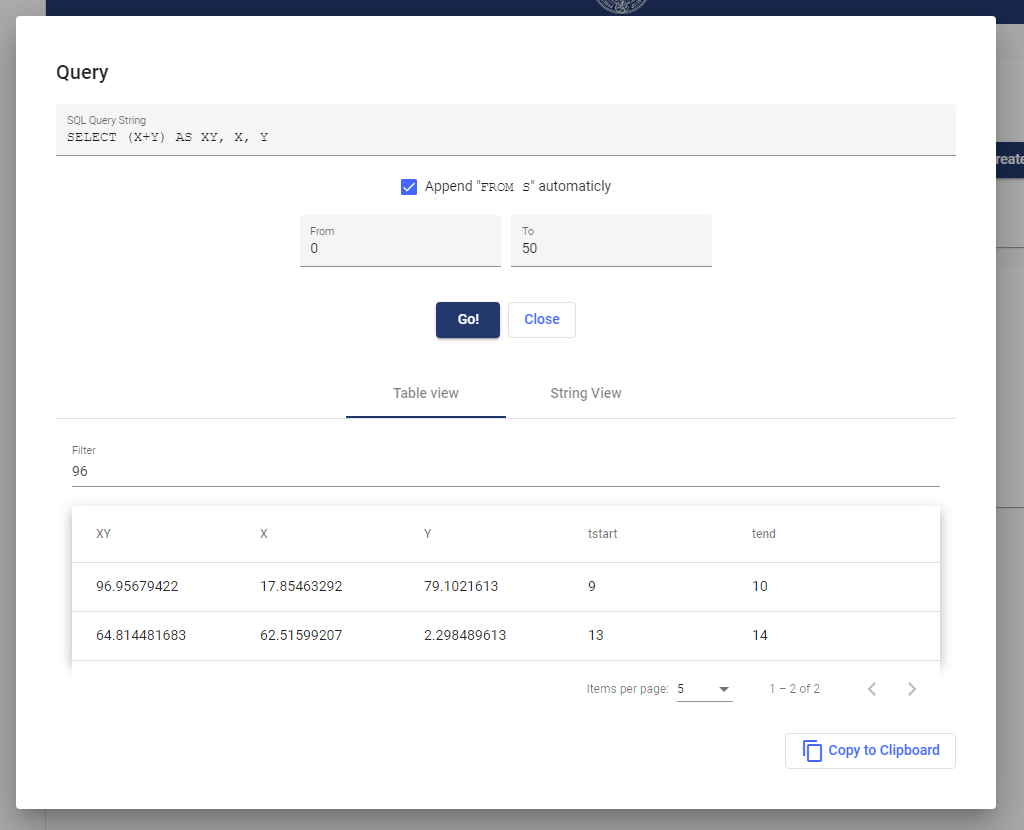 Query
SQL Query String
SELECT (X+Y) AS XY, X, Y
Append "FROM S" automaticly
From
0
To
50
Go!
Close
Table view
String View
Filter
96
XY X Y tstart tend
96.95679422 17.85463292 79.1021613 9 10
64.814481683 62.51599207 2.298489613 13 14
Items per page: 5 1 – 2 of 2
Copy to Clipboard